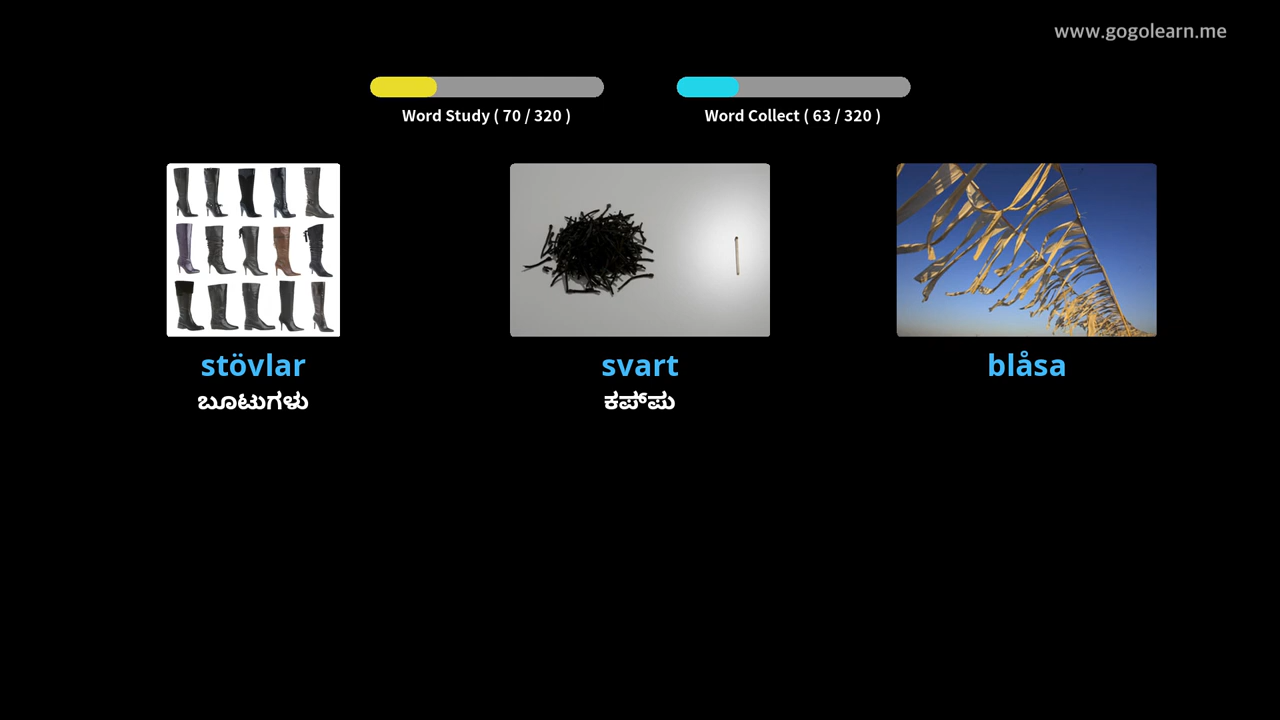 www.gogolearn.me
Word Study ( 70 / 320 )
Word Collect ( 63 / 320 )
stövlar
svart
blåsa
ಬೂಟುಗಳು
ಕಪ್‌ಪು